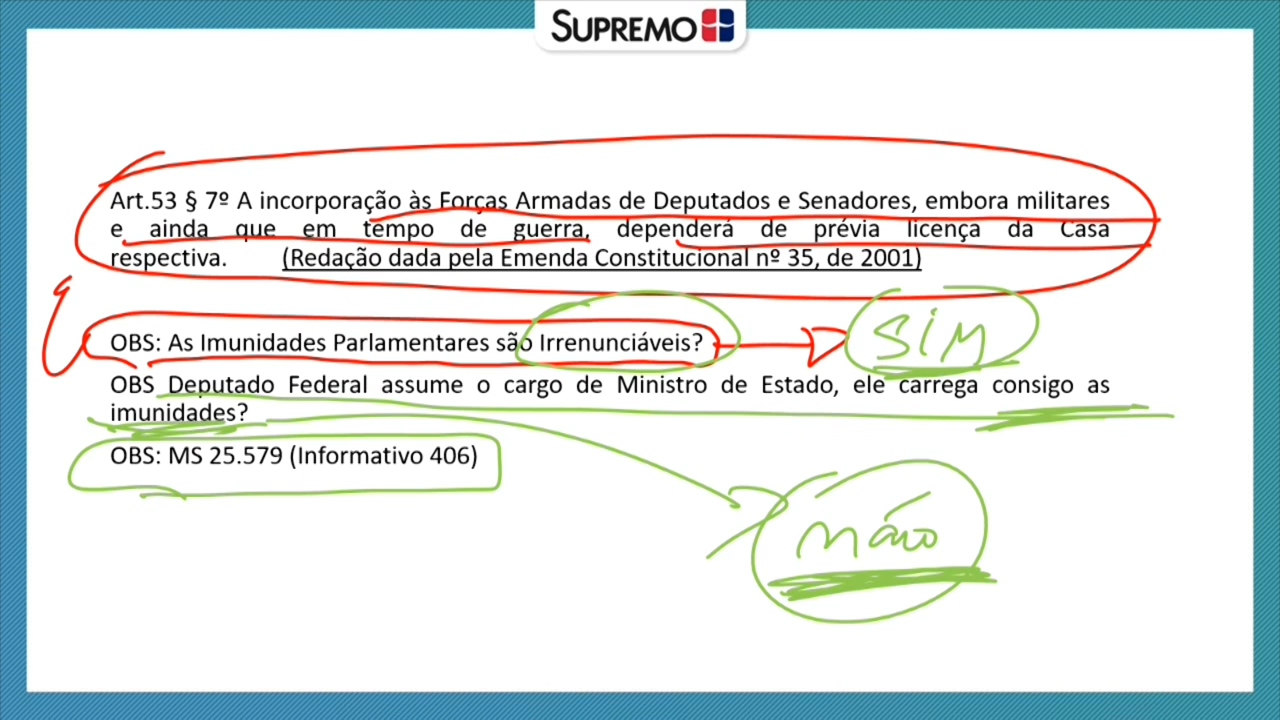 SUPREMO
Art.53 § 7º A incorporação às Forças Armadas de Deputados e Senadores, embora militares
e ainda que em tempo de guerra, dependerá de prévia licença da Casa
respectiva. (Redação dada pela Emenda Constitucional nº 35, de 2001)
OBS: As Imunidades Parlamentares são Irrenunciáveis?
SIM
OBS Deputado Federal assume o cargo de Ministro de Estado, ele carrega consigo as
imunidades?
OBS: MS 25.579 (Informativo 406)
não